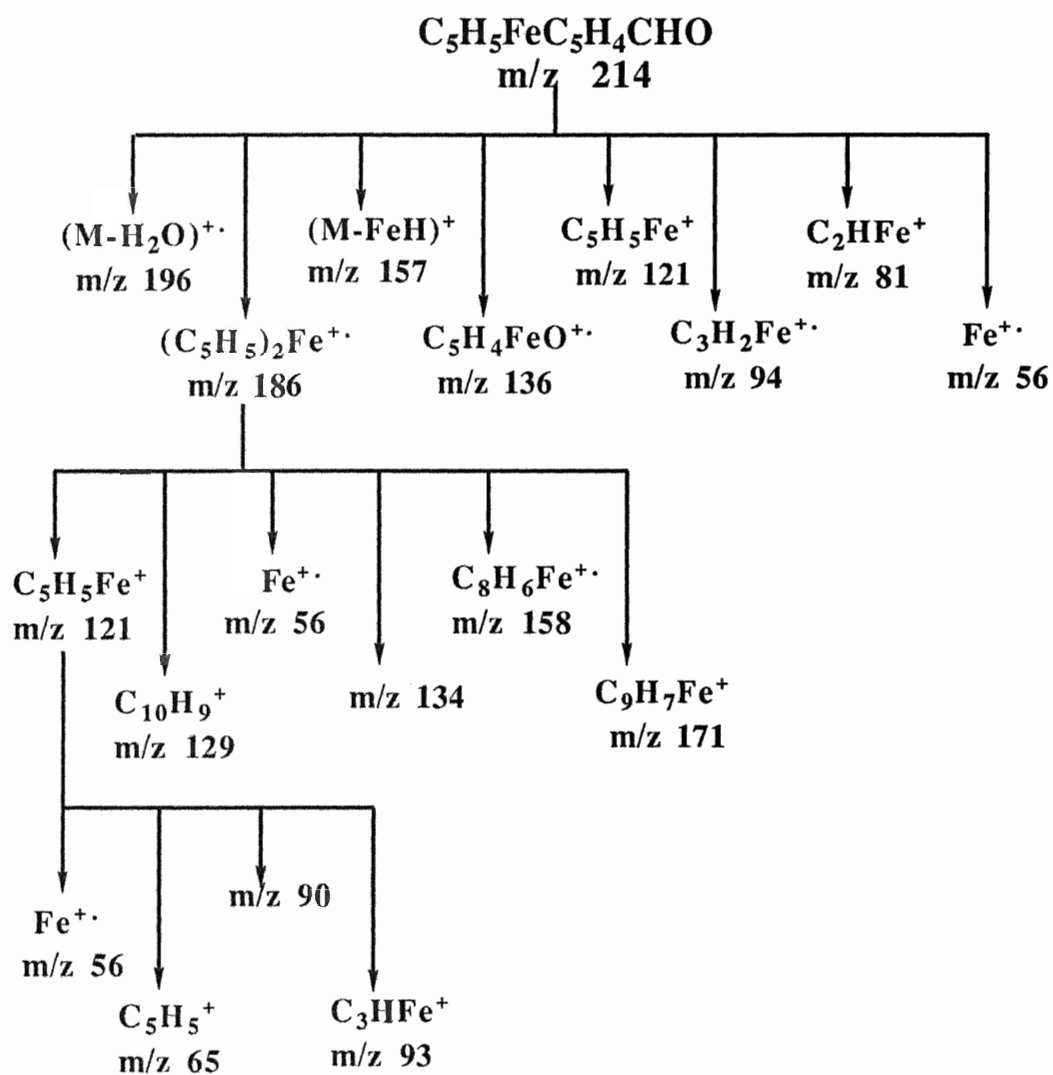 C₅H₅FeC₅H₄CHO
m/z 214
(M-H₂O)⁺·
m/z 196
(M-FeH)⁺
m/z 157
C₅H₅Fe⁺
m/z 121
C₂HFe⁺
m/z 81
(C₅H₅)₂Fe⁺·
m/z 186
C₅H₄FeO⁺·
m/z 136
C₃H₂Fe⁺·
m/z 94
Fe⁺·
m/z 56
C₅H₅Fe⁺
m/z 121
Fe⁺·
m/z 56
C₈H₆Fe⁺·
m/z 158
C₁₀H₉⁺
m/z 129
m/z 134
C₉H₇Fe⁺
m/z 171
Fe⁺·
m/z 56
m/z 90
C₅H₅⁺
m/z 65
C₃HFe⁺
m/z 93